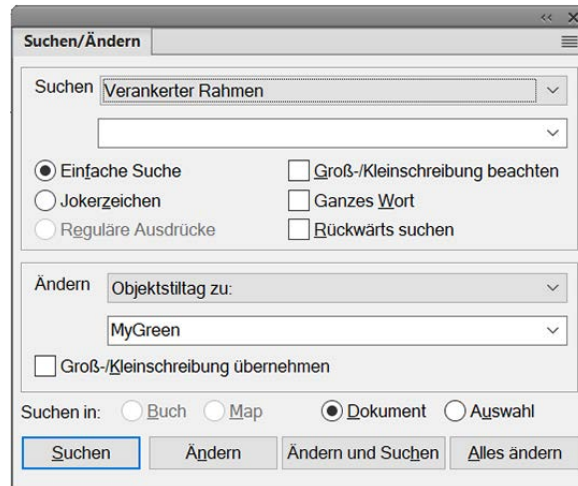 Suchen/Ändern
Suchen Verankerter Rahmen
Einfache Suche Groß-/Kleinschreibung beachten
Jokerzeichen Ganzes Wort
Reguläre Ausdrücke Rückwärts suchen
Ändern Objektstiltag zu:
MyGreen
Groß-/Kleinschreibung übernehmen
Suchen in: Buch Map Dokument Auswahl
Suchen Ändern Ändern und Suchen Alles ändern